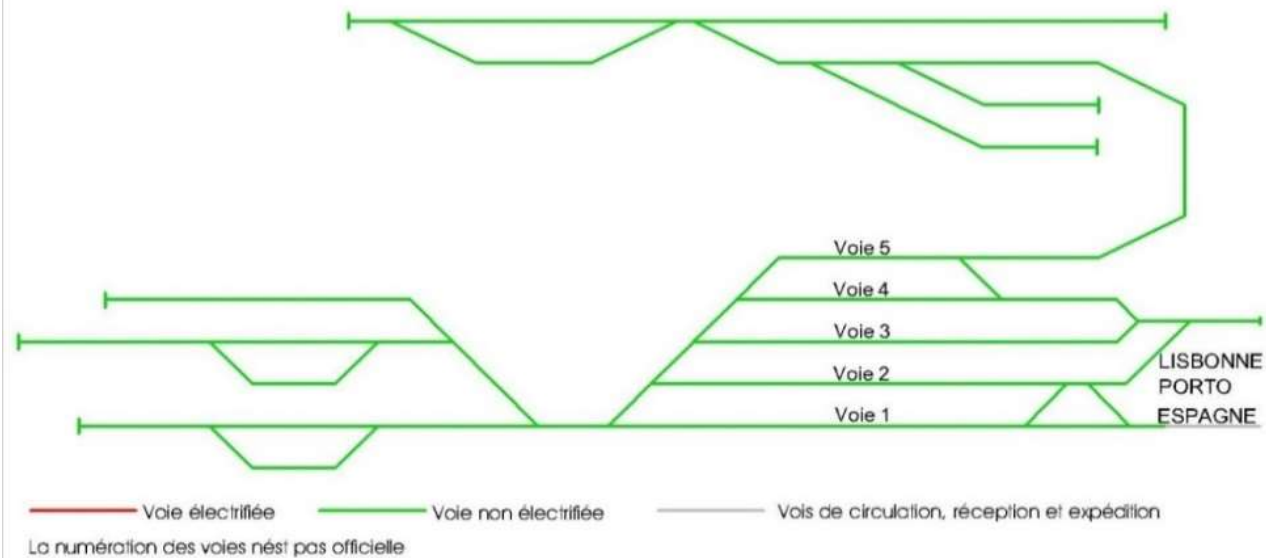 Voie 5
Voie 4
Voie 3
Voie 2
Voie 1
LISBONNE
PORTO
ESPAGNE
Voie électrifiée
Voie non électrifiée
Vois de circulation, réception et expédition
La numération des voies nést pas officielle